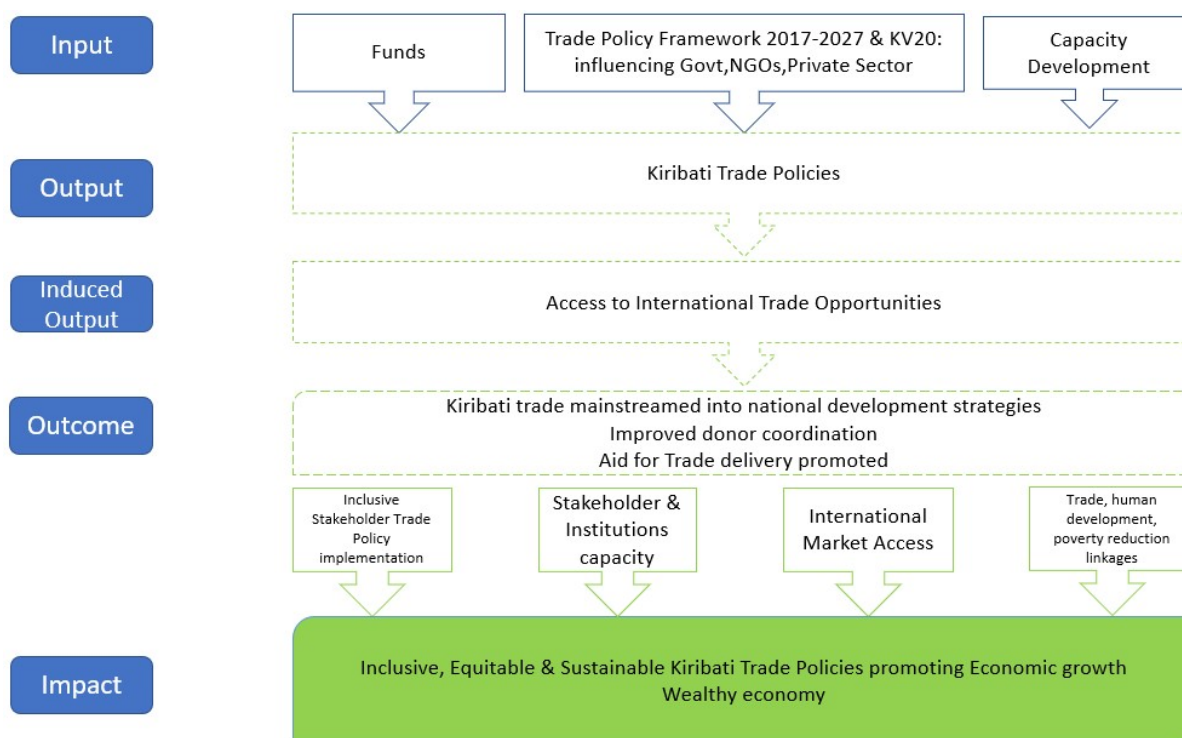 Input
Funds
Trade Policy Framework 2017-2027 & KV20:
influencing Govt,NGOs,Private Sector
Capacity
Development
Output
Kiribati Trade Policies
Induced
Output
Access to International Trade Opportunities
Outcome
Kiribati trade mainstreamed into national development strategies
Improved donor coordination
Aid for Trade delivery promoted
Inclusive
Stakeholder Trade
Policy
implementation
Stakeholder &
Institutions
capacity
International
Market Access
Trade, human
development,
poverty reduction
linkages
Impact
Inclusive, Equitable & Sustainable Kiribati Trade Policies promoting Economic growth
Wealthy economy